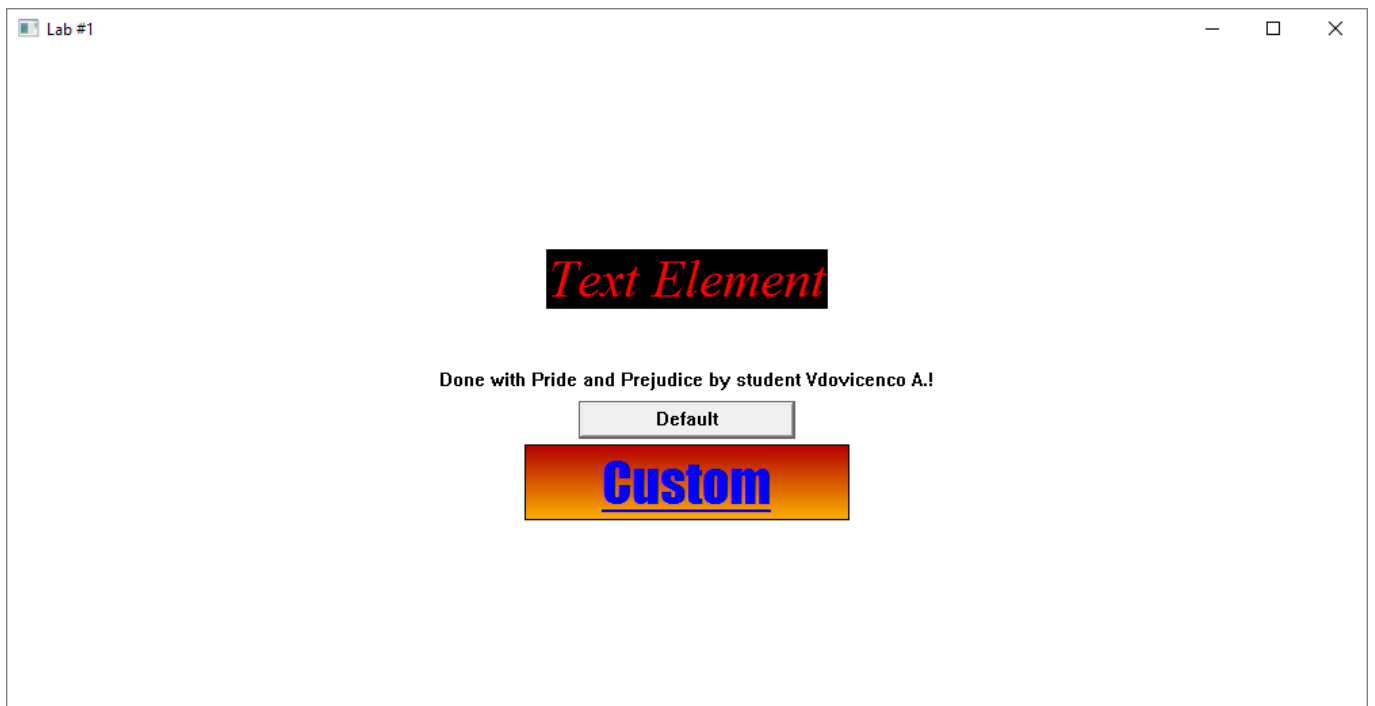 Lab #1
Text Element
Done with Pride and Prejudice by student Vdovicenco A.!
Default
Custom